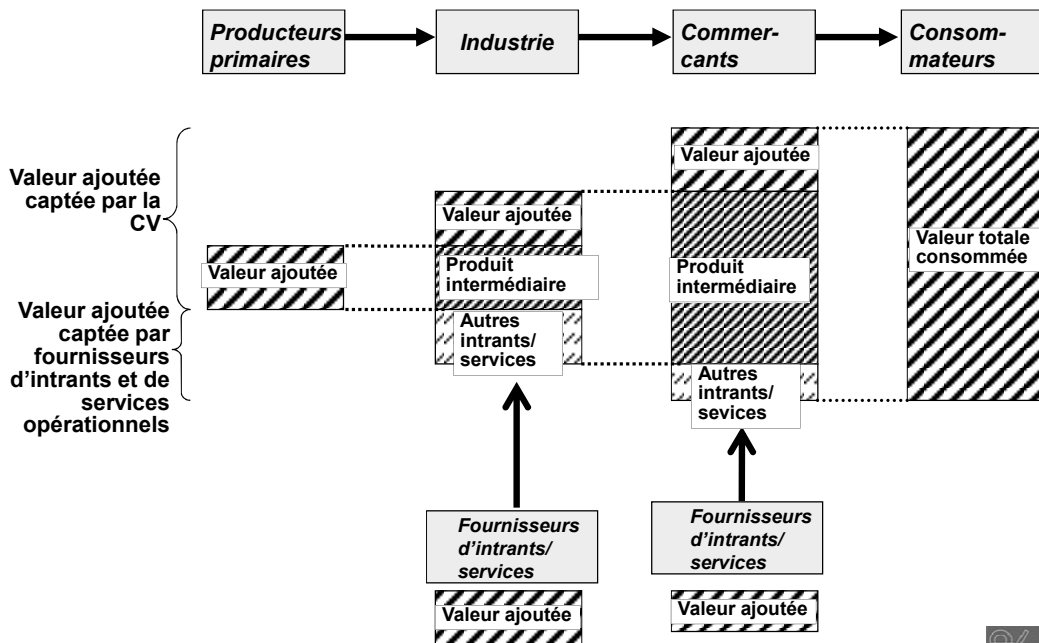 Producteurs
primaires
Industrie
Commer-
cants
Consom-
mateurs
Valeur ajoutée
captée par la
CV
Valeur ajoutée
captée par
fournisseurs
d'intrants et de
services
opérationnels
Valeur ajoutée
Valeur ajoutée
Produit
intermédiaire
Autres
intrants/
services
Valeur ajoutée
Produit
intermédiaire
Autres
intrants/
sevices
Valeur totale
consommée
Fournisseurs
d'intrants/
services
Valeur ajoutée
Fournisseurs
d'intrants/
services
Valeur ajoutée